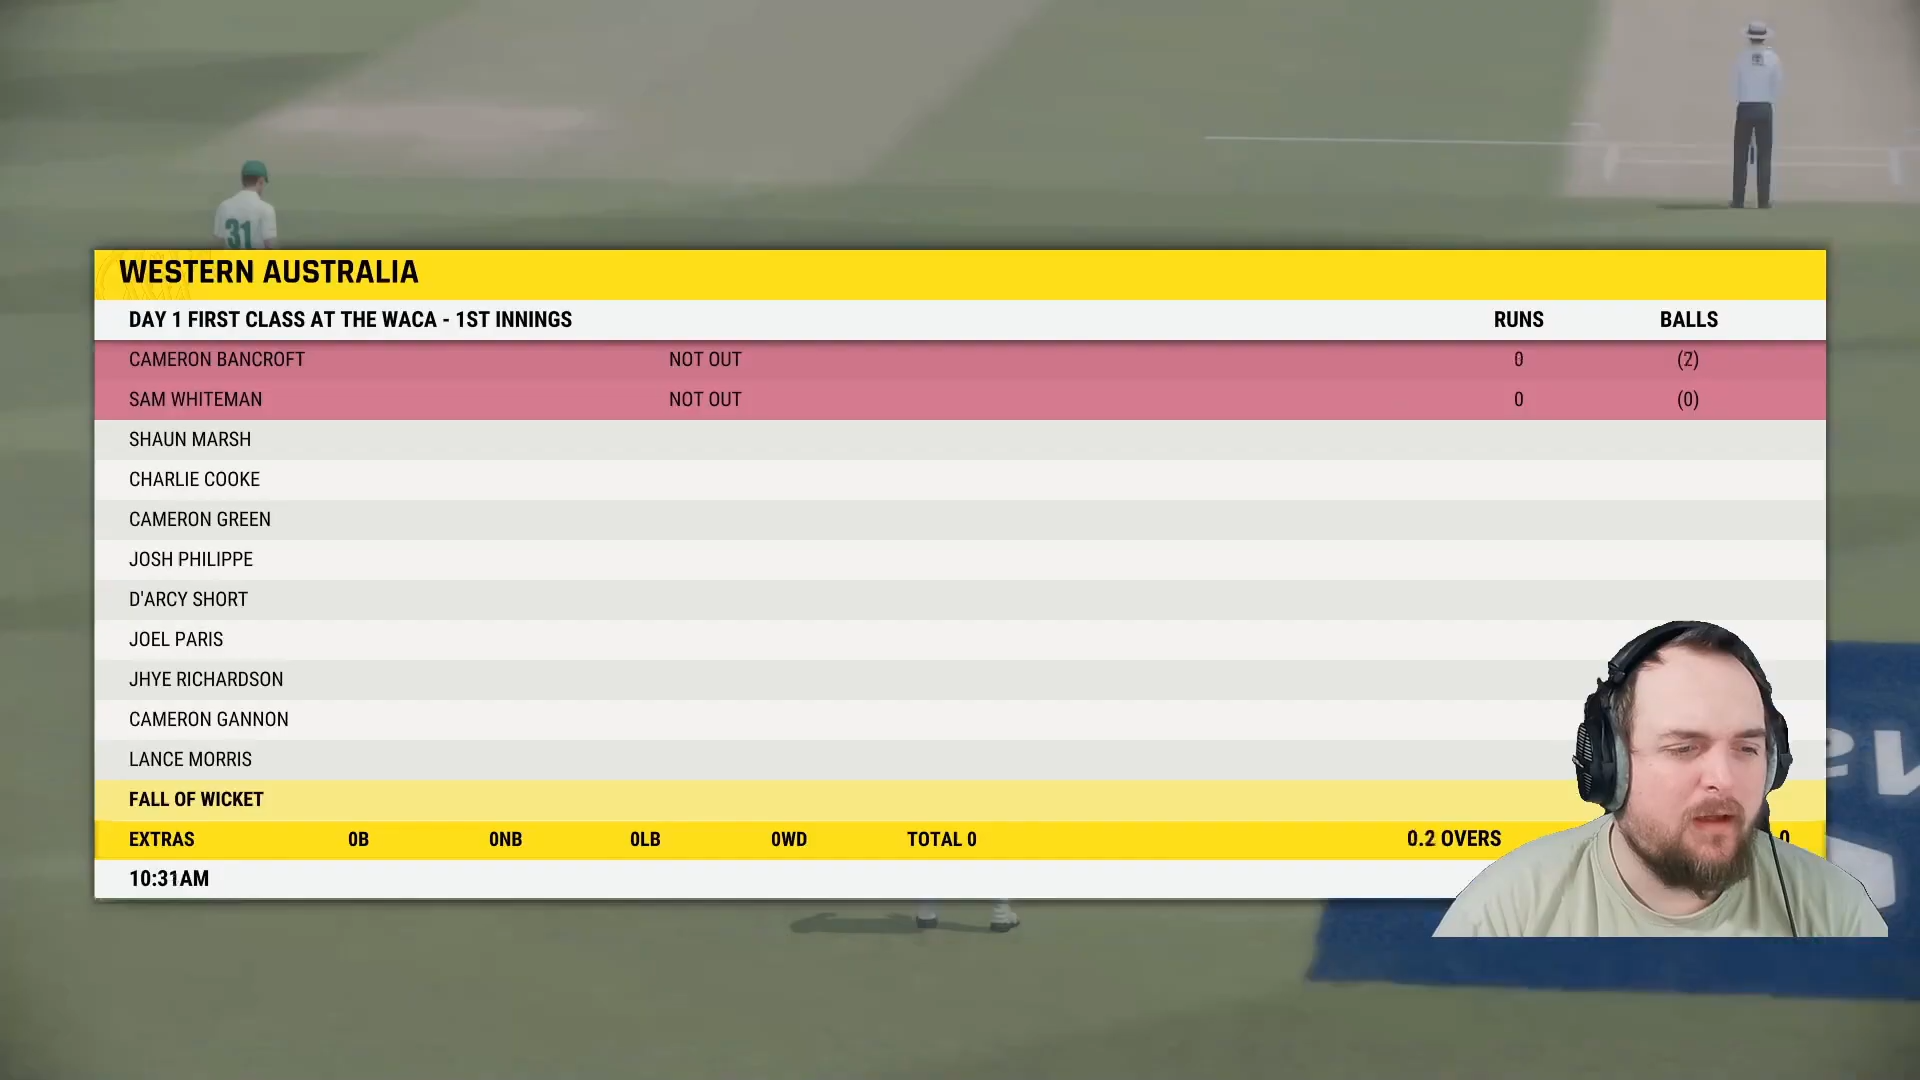 31
WESTERN AUSTRALIA
DAY 1 FIRST CLASS AT THE WACA - 1ST INNINGS RUNS BALLS
CAMERON BANCROFT NOT OUT 0 (2)
SAM WHITEMAN NOT OUT 0 (0)
SHAUN MARSH
CHARLIE COOKE
CAMERON GREEN
JOSH PHILIPPE
D'ARCY SHORT
JOEL PARIS
JHYE RICHARDSON
CAMERON GANNON
LANCE MORRIS
FALL OF WICKET
EXTRAS 0B 0NB 0LB 0WD TOTAL 0 0.2 OVERS 0
10:31AM